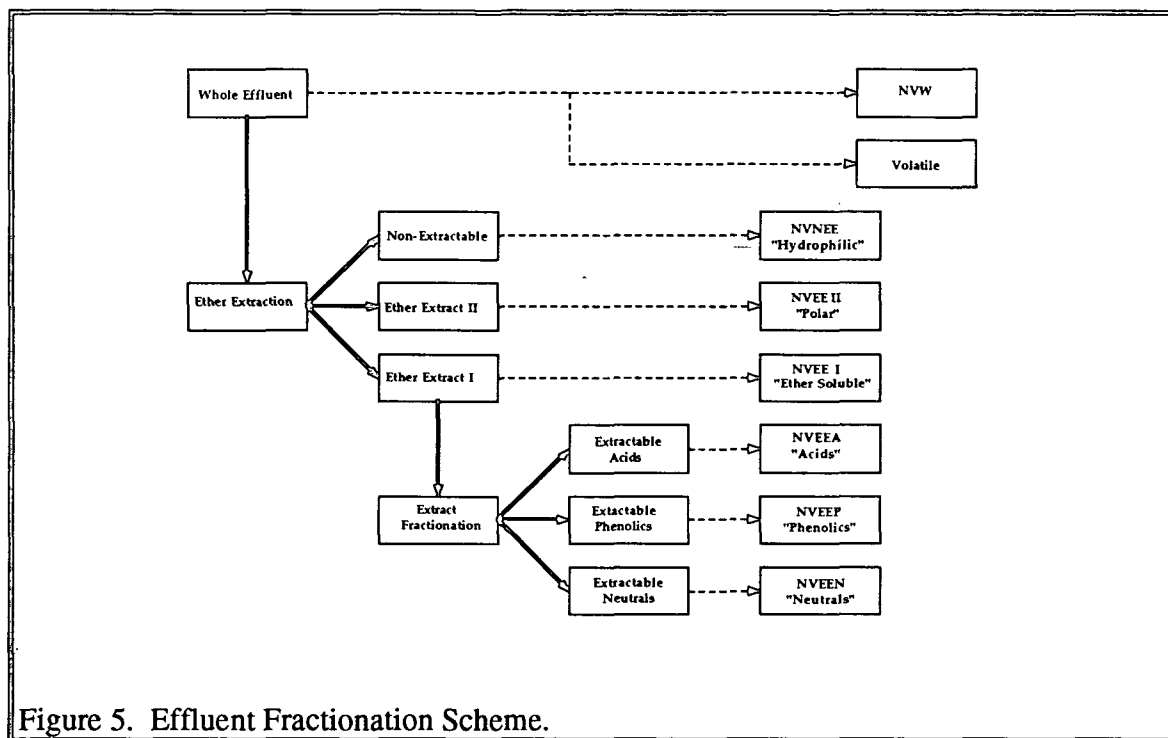 Whole Effluent
NVW
Volatile
Non-Extractable
NVNEE
"Hydrophilic"
Ether Extraction
Ether Extract II
NVEE II
"Polar"
Ether Extract I
NVEE I
"Ether Soluble"
Extractable
Acids
NVEEA
"Acids"
Extract
Fractionation
Extactable
Phenolics
NVEEP
"Phenolics"
Extractable
Neutrals
NVEEN
"Neutrals"
Figure 5. Effluent Fractionation Scheme.